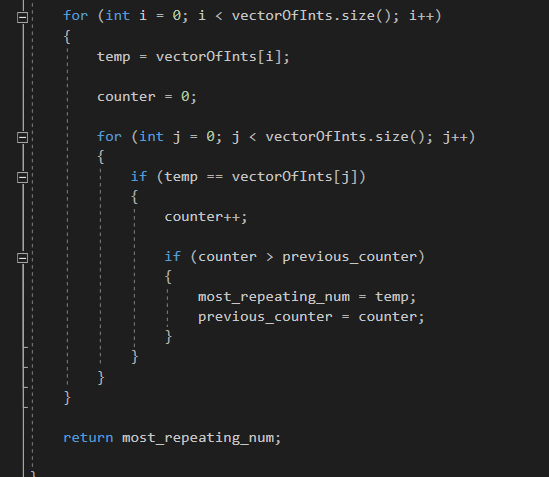 for (int i = 0; i < vectorOfInts.size(); i++)
{
temp = vectorOfInts[i];
counter = 0;
for (int j = 0; j < vectorOfInts.size(); j++)
{
if (temp == vectorOfInts[j])
{
counter++;
if (counter > previous_counter)
{
most_repeating_num = temp;
previous_counter = counter;
}
}
}
}
return most_repeating_num;
}